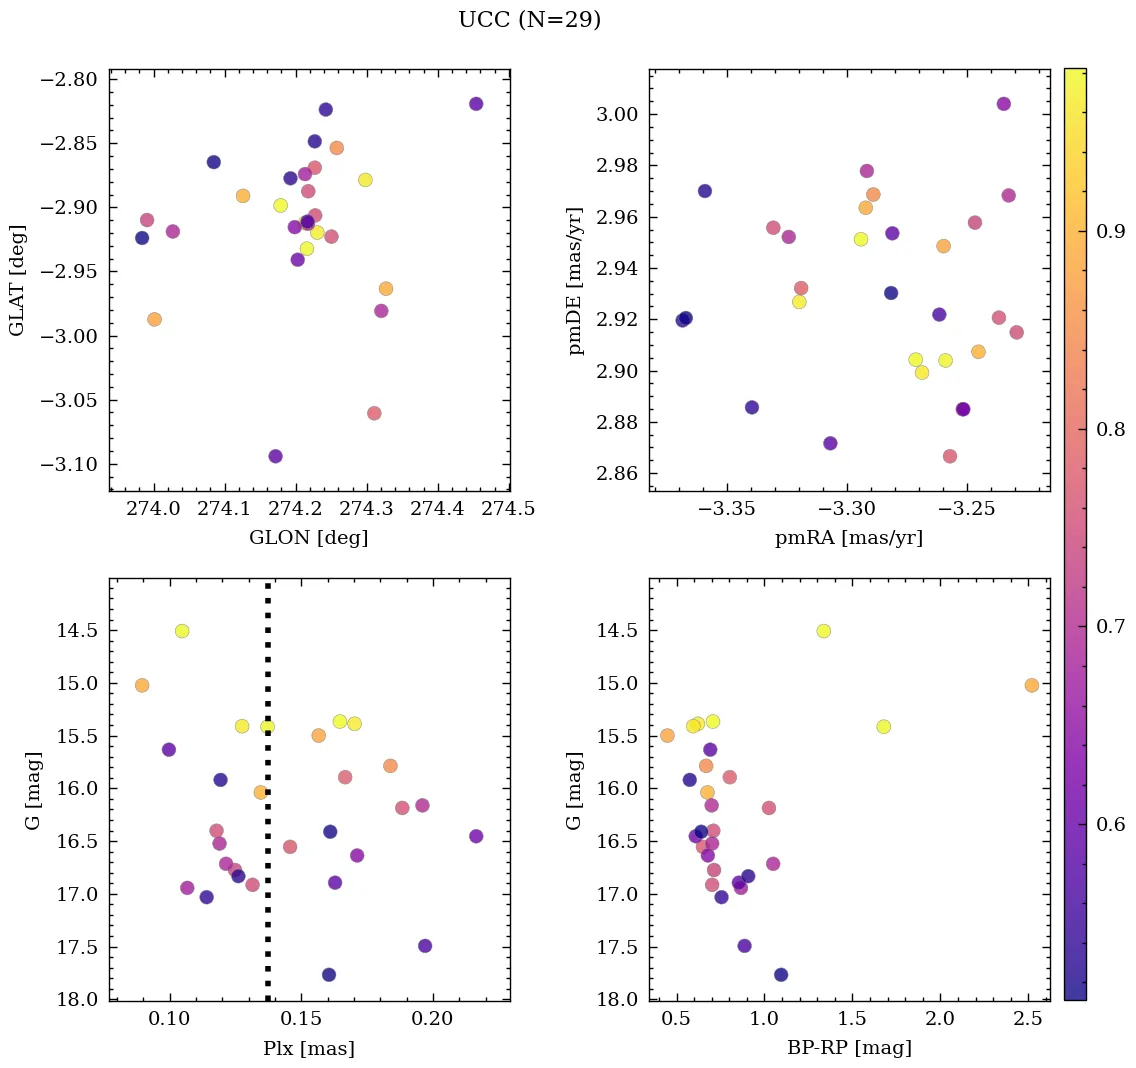 UCC (N=29)
−2.80
−2.85
−2.90
−2.95
−3.00
−3.05
−3.10
GLAT [deg]
274.0 274.1 274.2 274.3 274.4 274.5
GLON [deg]
3.00
2.98
2.96
2.94
2.92
2.90
2.88
2.86
pmDE [mas/yr]
−3.35 −3.30 −3.25
pmRA [mas/yr]
0.9
0.8
0.7
0.6
14.5
15.0
15.5
16.0
16.5
17.0
17.5
18.0
G [mag]
0.10 0.15 0.20
Plx [mas]
14.5
15.0
15.5
16.0
16.5
17.0
17.5
18.0
G [mag]
0.5 1.0 1.5 2.0 2.5
BP-RP [mag]